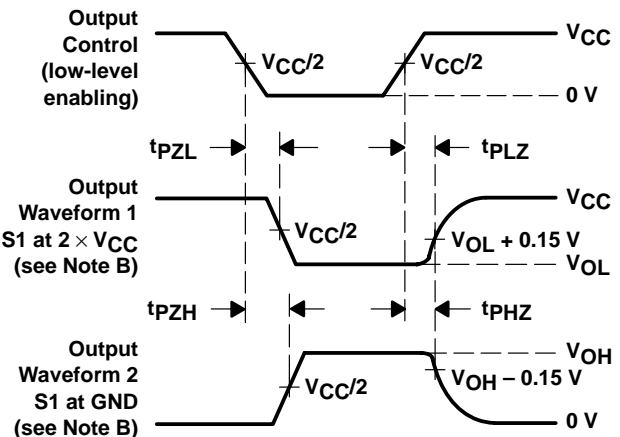 Output
Control
(low-level
enabling)
VCC
VCC/2
VCC/2
0 V
tPZL
tPLZ
Output
Waveform 1
S1 at 2 × VCC
(see Note B)
VCC
VCC/2
VOL + 0.15 V
VOL
tPZH
tPHZ
Output
Waveform 2
S1 at GND
(see Note B)
VOH
VCC/2
VOH – 0.15 V
0 V